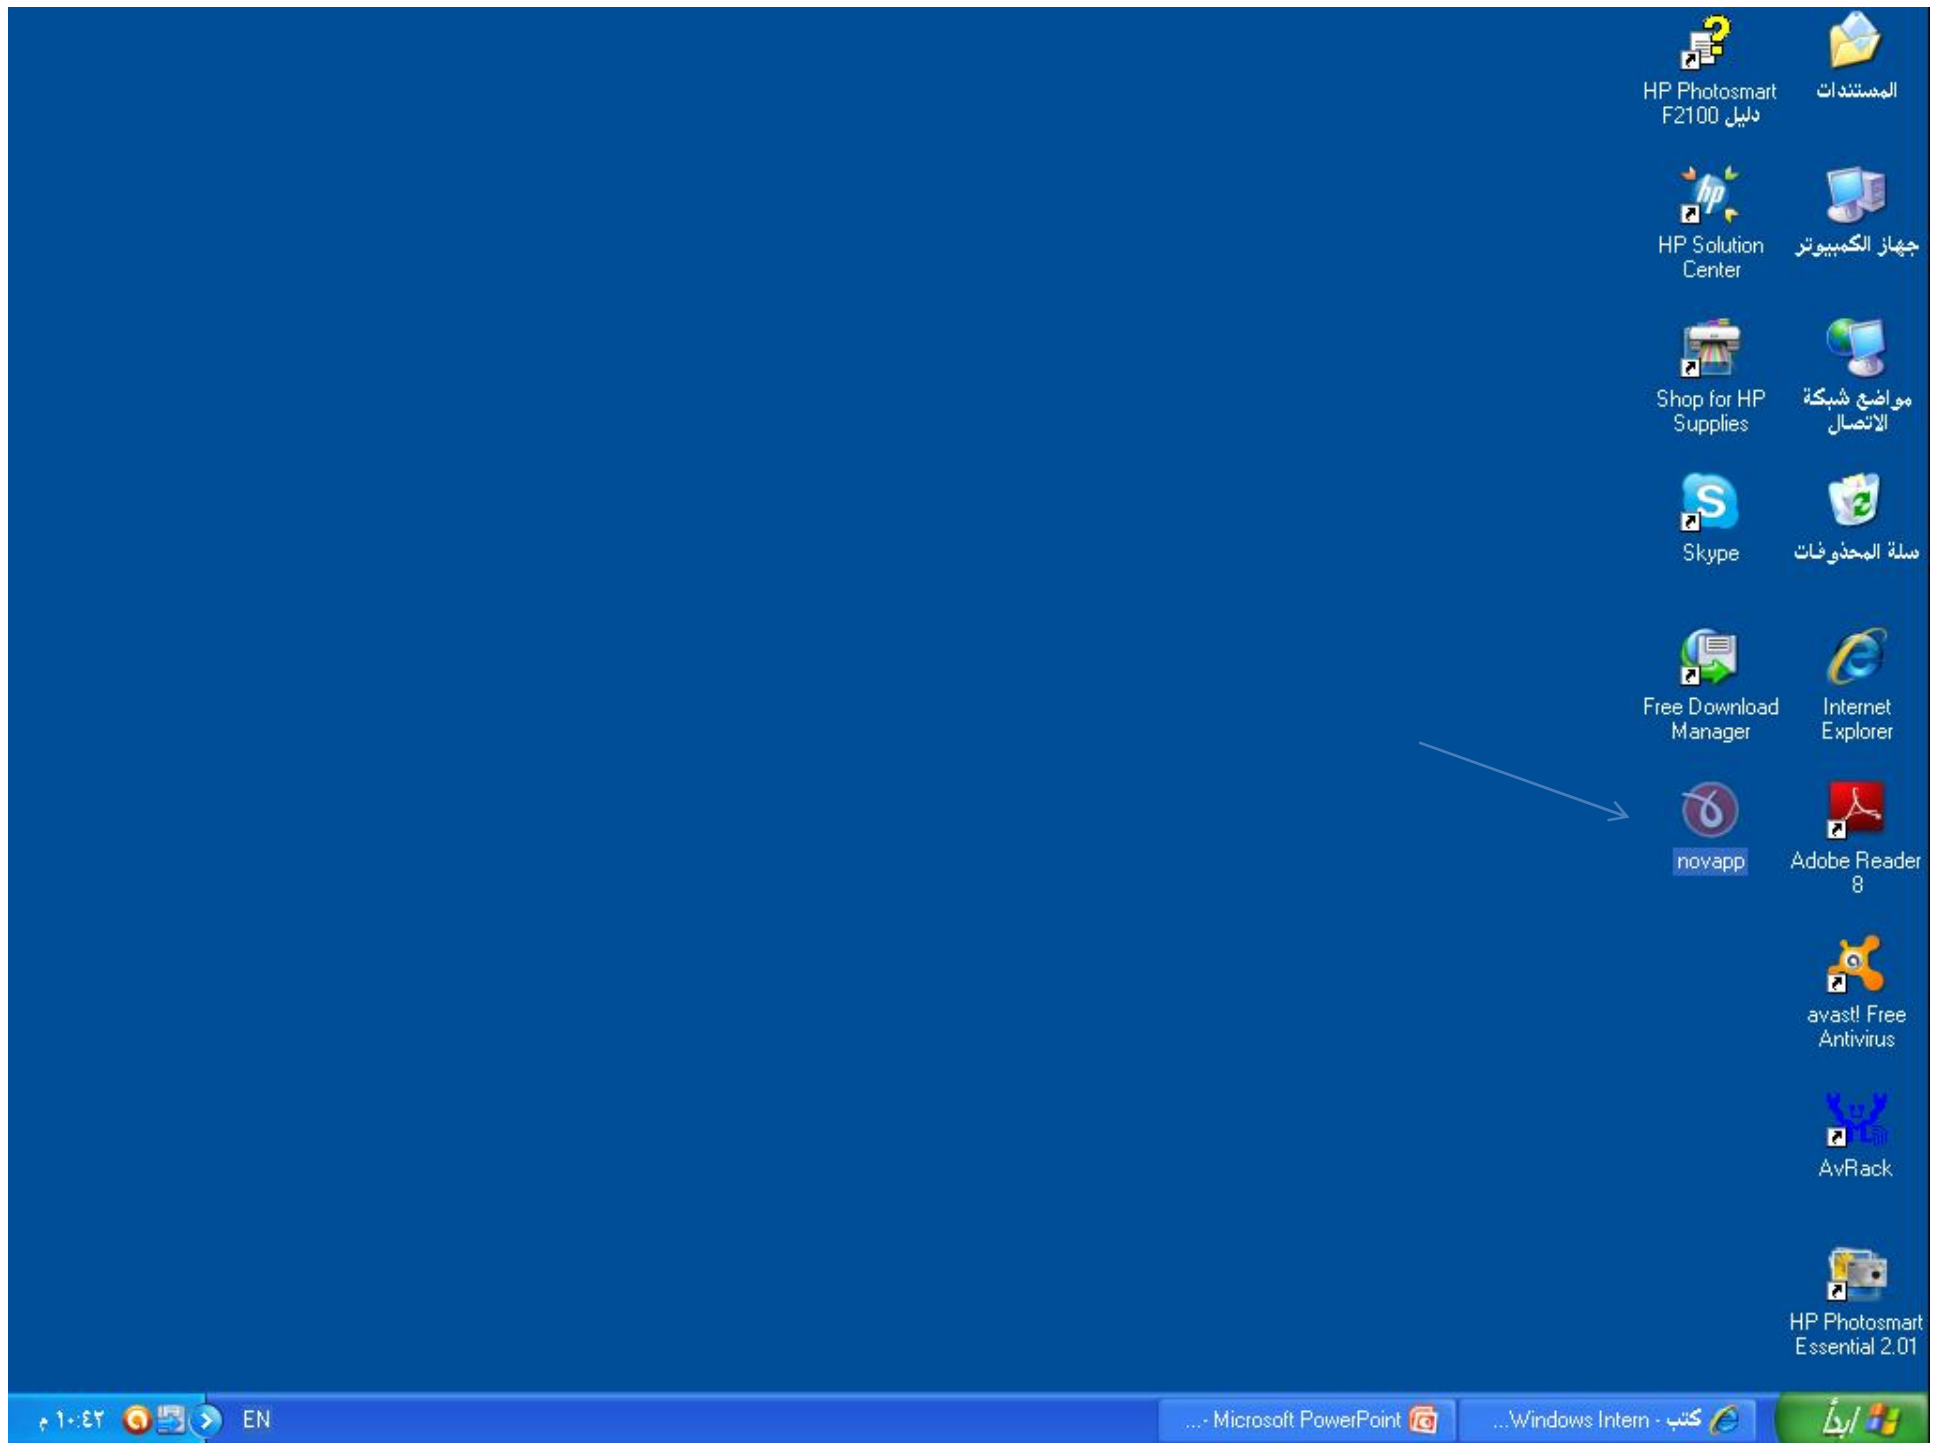 المستندات
جهاز الكمبيوتر
مواضع شبكة
الاتصال
سلة المحذوفات
Internet
Explorer
Adobe Reader
8
avast! Free
Antivirus
AvRack
HP Photosmart
Essential 2.01
HP Photosmart
F2100 دليل
HP Solution
Center
Shop for HP
Supplies
Skype
Free Download
Manager
novapp
ابدأ
كتب - Windows Intern...
Microsoft PowerPoint -...
EN
١٠:٤٢ م